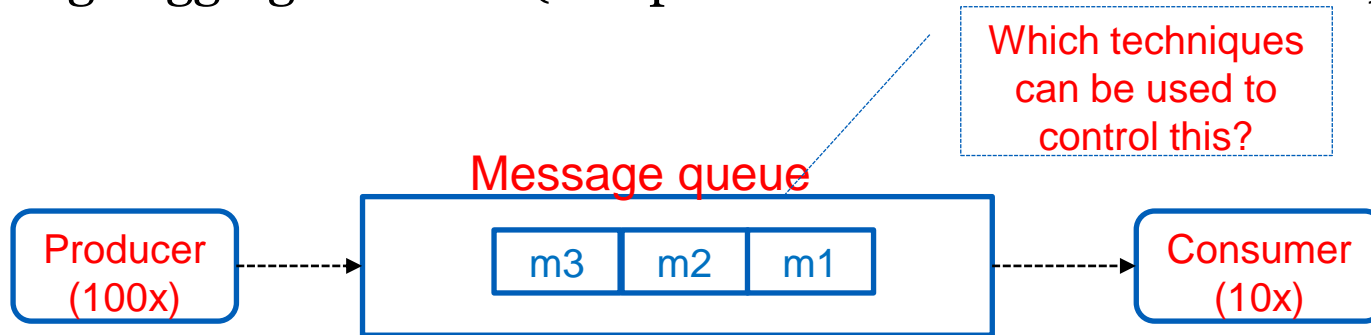 Which techniques
can be used to
control this?
Message queue
Producer
(100x)
m3 m2 m1
Consumer
(10x)